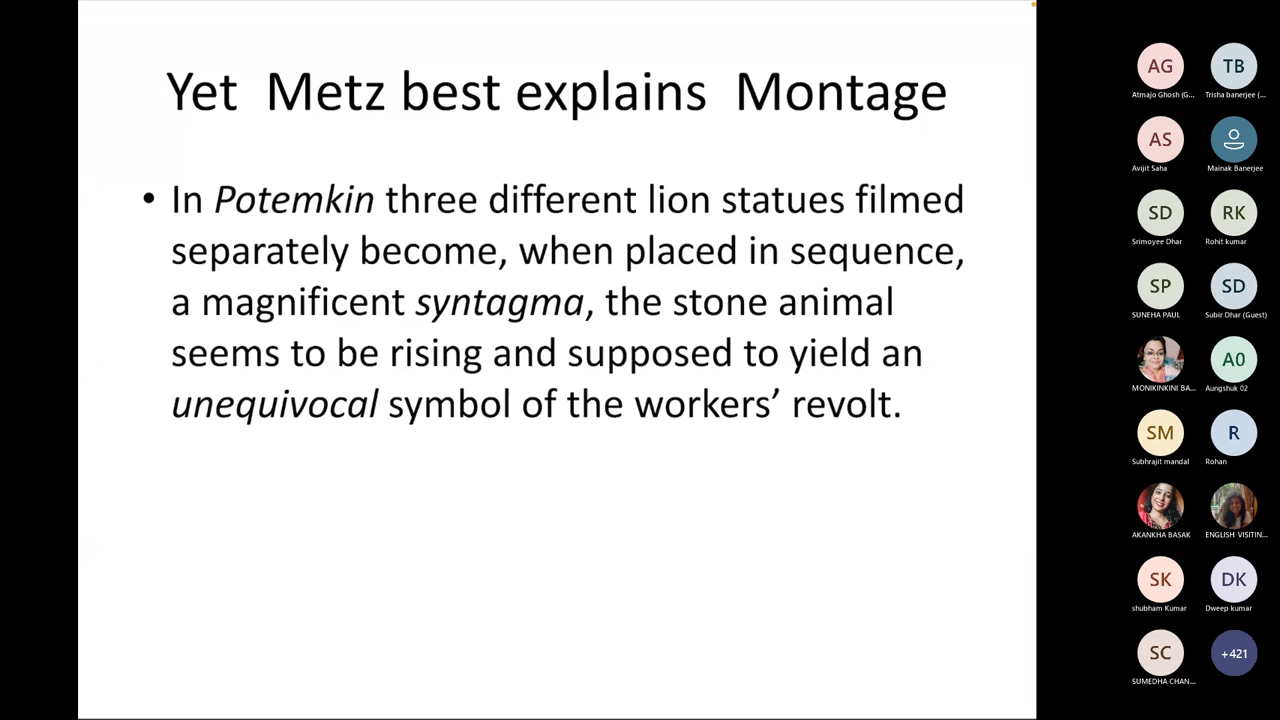 Yet Metz best explains Montage
• In Potemkin three different lion statues filmed
separately become, when placed in sequence,
a magnificent syntagma, the stone animal
seems to be rising and supposed to yield an
unequivocal symbol of the workers’ revolt.
AG TB
Atmajo Ghosh (G... Trisha banerjee (...
AS
Avijit Saha Mainak Banerjee
SD RK
Srimoyee Dhar Rohit kumar
SP SD
SUNEHA PAUL Subir Dhar (Guest)
A0
MONIKINKINI BA... Aungshuk 02
SM R
Subhrajit mandal Rohan
AKANKHA BASAK ENGLISH VISITIN...
SK DK
shubham Kumar Dweep kumar
SC +421
SUMEDHA CHAN...